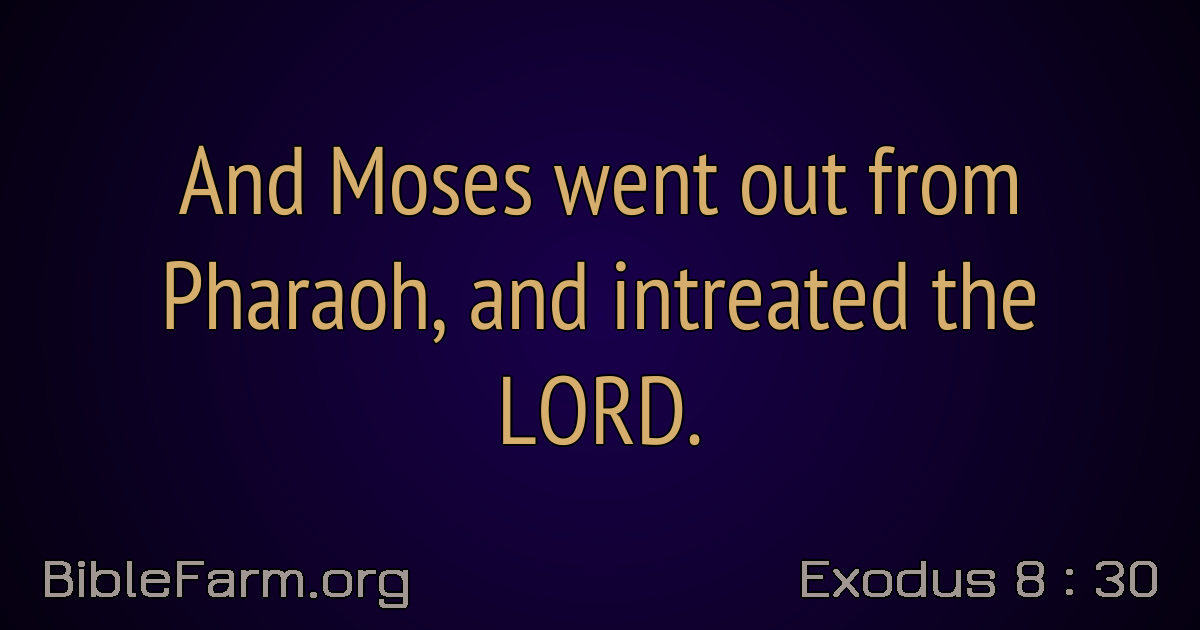 And Moses went out from
Pharaoh, and intreated the
LORD.
BibleFarm.org
Exodus 8 : 30